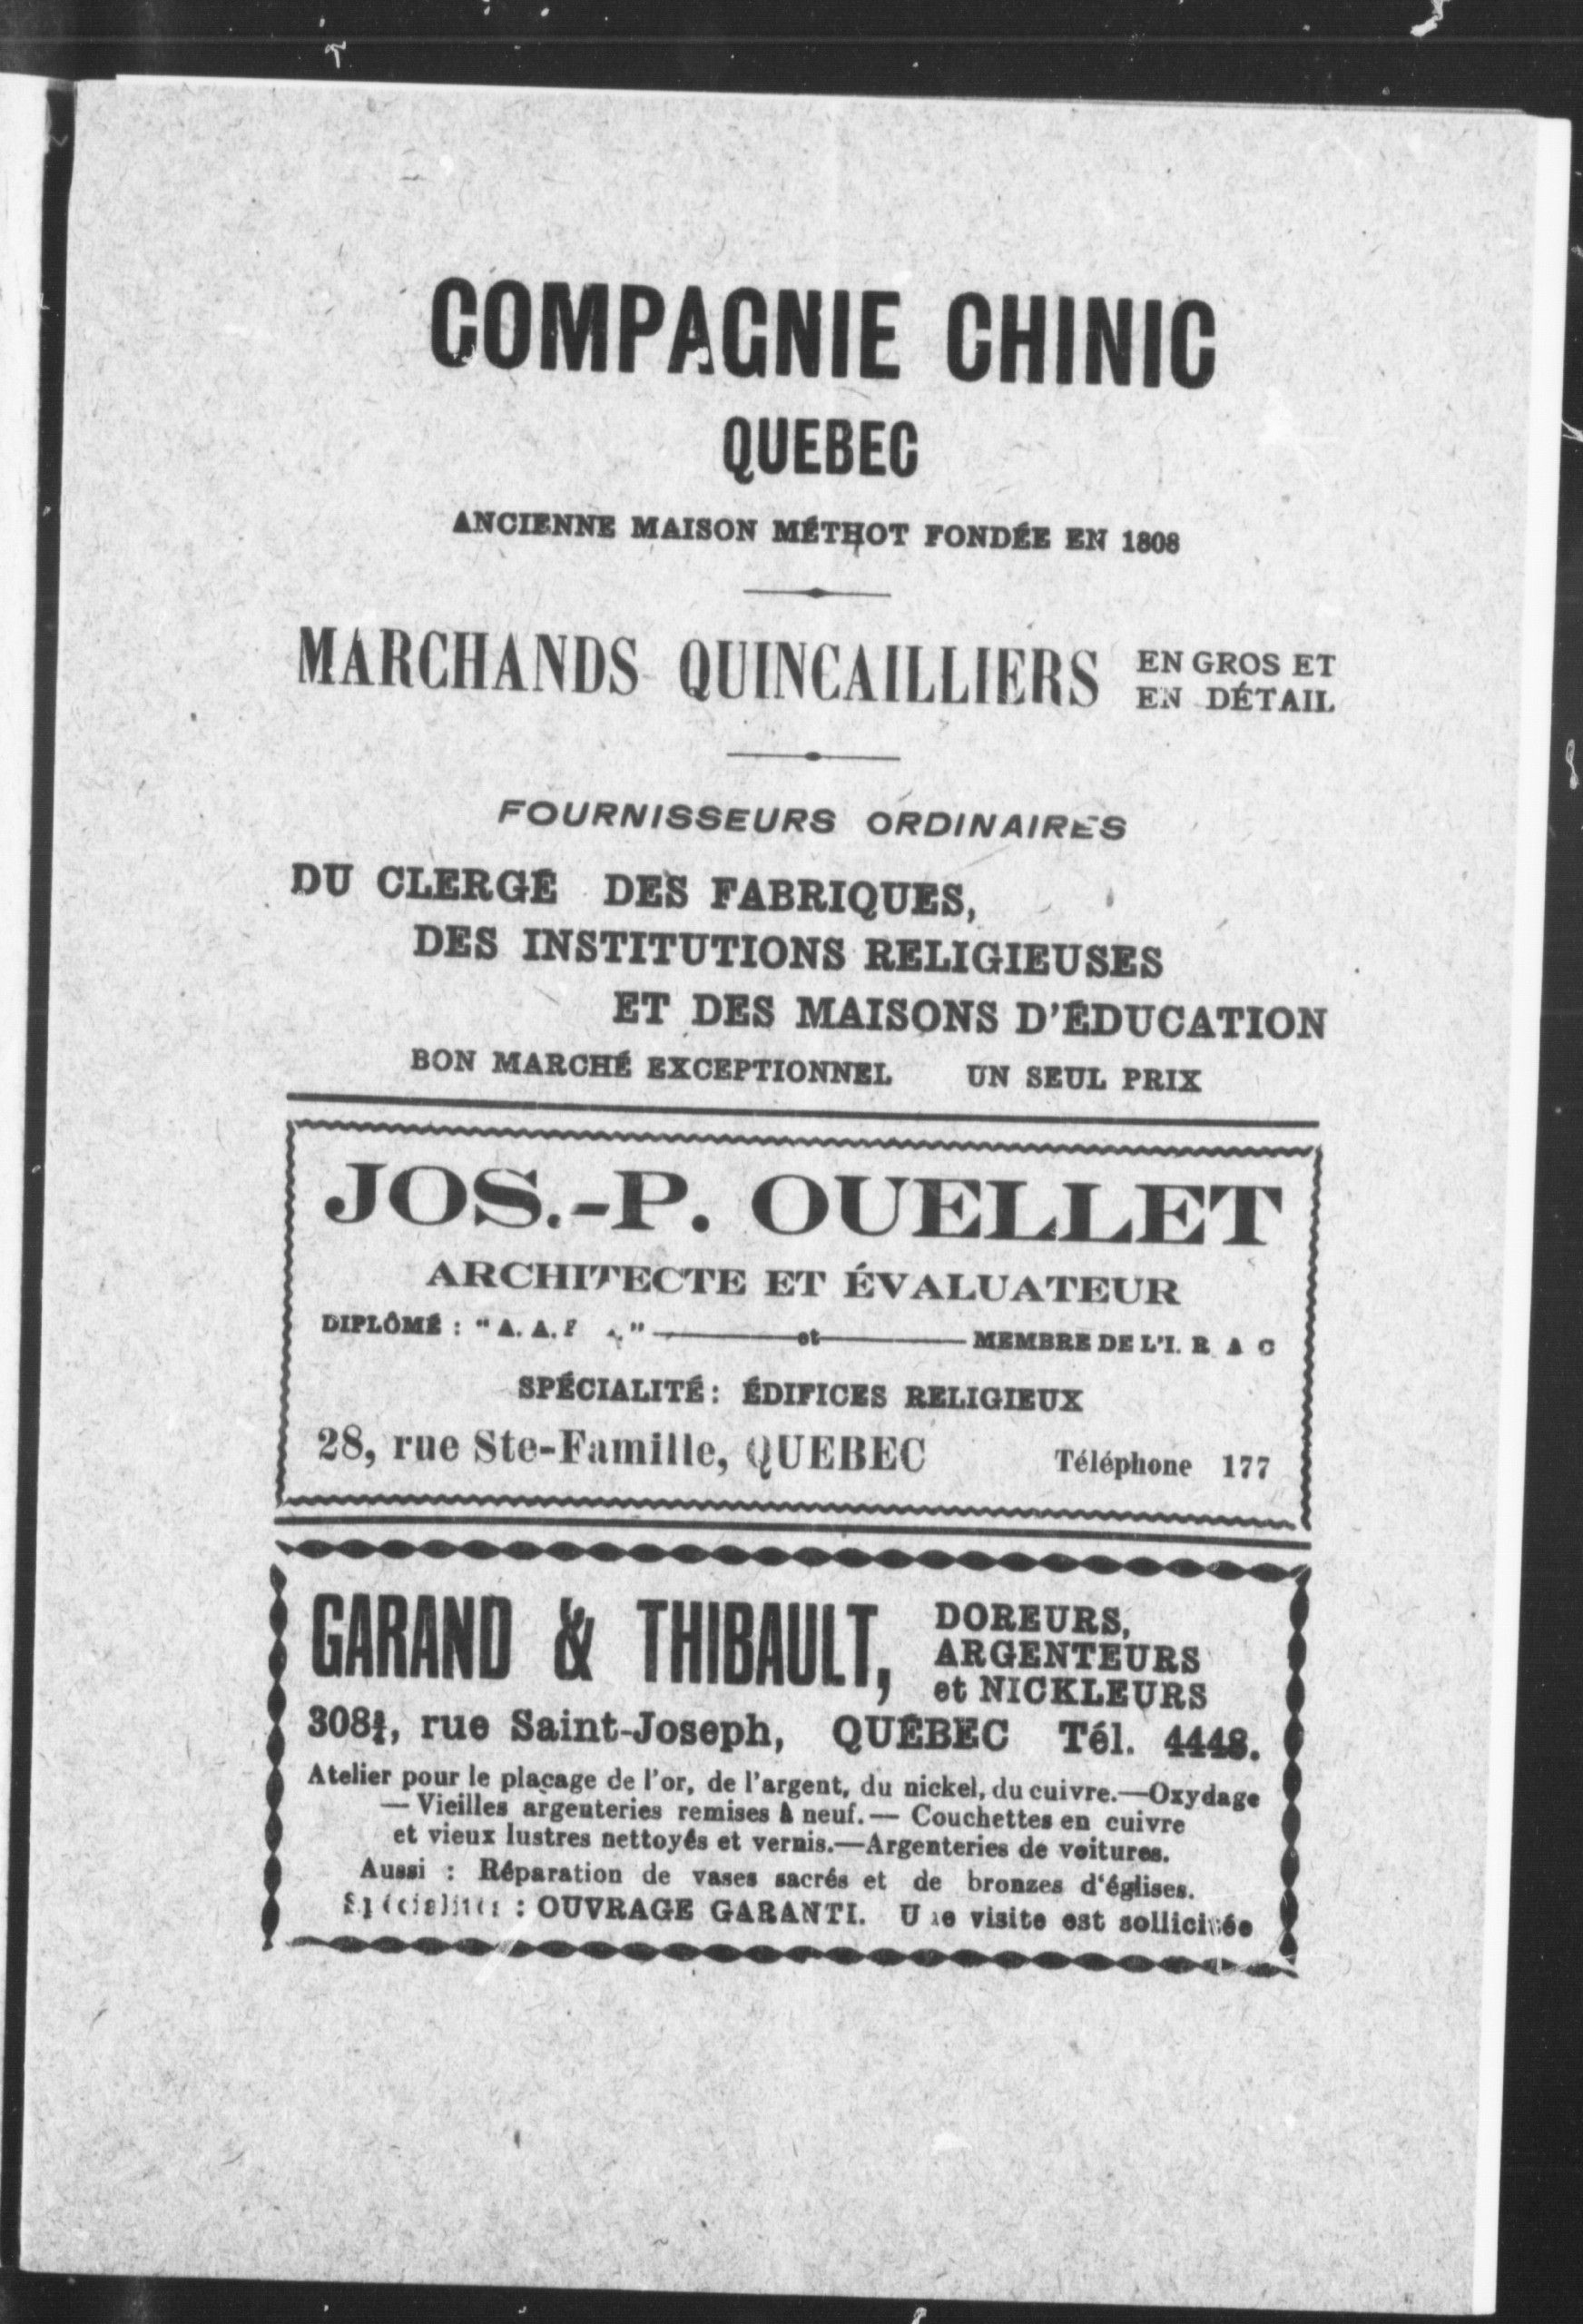 COMPAGNIE CHINIC
QUEBEC
ANCIENNE MAISON MÉTHOT FONDÉE EN 1808
MARCHANDS QUINCAILLIERS EN GROS ET
EN DÉTAIL
FOURNISSEURS ORDINAIRES
DU CLERGÉ DES FABRIQUES,
DES INSTITUTIONS RELIGIEUSES
ET DES MAISONS D'ÉDUCATION
BON MARCHÉ EXCEPTIONNEL UN SEUL PRIX
JOS.-P. OUELLET
ARCHITECTE ET ÉVALUATEUR
DIPLÔMÉ : "A. A. " et MEMBRE DE L'I. R A C
SPÉCIALITÉ : ÉDIFICES RELIGIEUX
28, rue Ste-Famille, QUEBEC Téléphone 177
GARAND & THIBAULT, DOREURS,
ARGENTEURS
et NICKLEURS
rue Saint-Joseph, QUÉBEC Tél. 4448.
Atelier pour le plaçage de l'or, de l'argent, du nickel, du cuivre.—Oxydage
— Vieilles argenteries remises à neuf.— Couchettes en cuivre
et vieux lustres nettoyés et vernis.—Argenteries de voitures.
Aussi : Réparation de vases sacrés et de bronzes d'églises.
: OUVRAGE GARANTI. Une visite est sollicitée